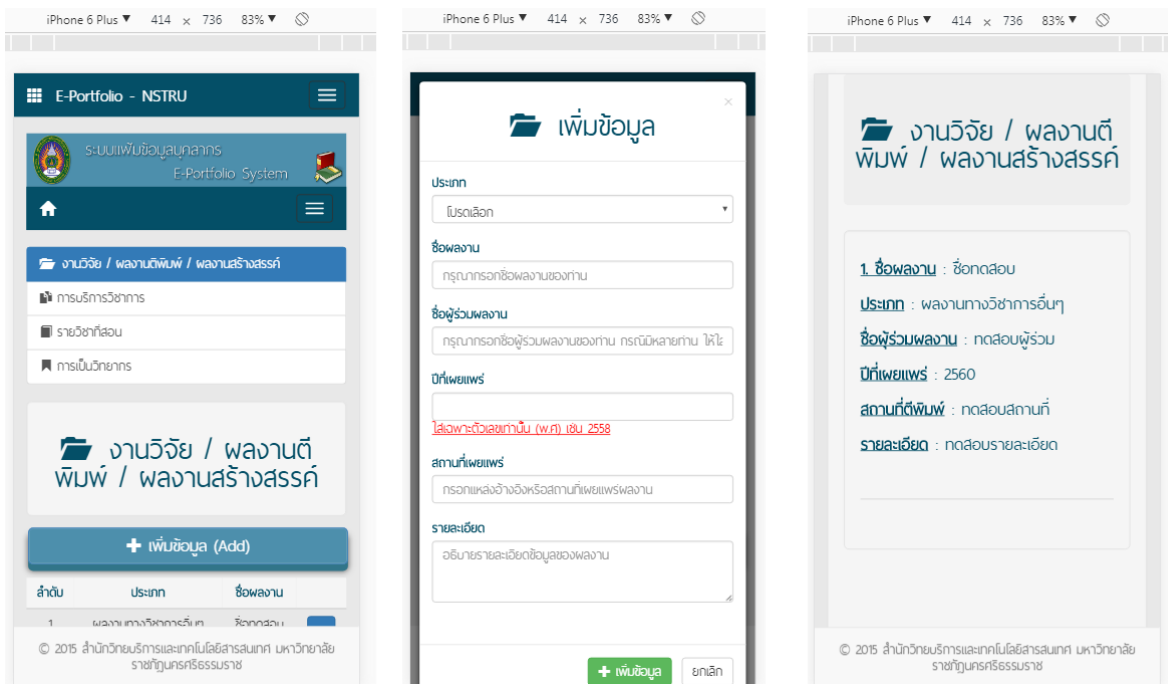 iPhone 6 Plus ▼ 414 × 736 83% ▼
E-Portfolio - NSTRU
ระบบแฟ้มข้อมูลบุคลากร
E-Portfolio System
งานวิจัย / ผลงานตีพิมพ์ / ผลงานสร้างสรรค์
การบริการวิชาการ
รายวิชาที่สอน
การเป็นวิทยากร
งานวิจัย / ผลงานตี
พิมพ์ / ผลงานสร้างสรรค์
+ เพิ่มข้อมูล (Add)
ลำดับ ประเภท ชื่อผลงาน
1 ผลงานทางวิชาการอื่นๆ ชื่อทดสอบ
© 2015 สำนักวิทยบริการและเทคโนโลยีสารสนเทศ มหาวิทยาลัย
ราชภัฏนครศรีธรรมราช
iPhone 6 Plus ▼ 414 × 736 83% ▼
×
เพิ่มข้อมูล
ประเภท
โปรดเลือก
ชื่อผลงาน
กรุณากรอกชื่อผลงานของท่าน
ชื่อผู้ร่วมผลงาน
กรุณากรอกชื่อผู้ร่วมผลงานของท่าน กรณีมีหลายท่าน ให้ใส
ปีที่เผยแพร่
ใส่เฉพาะตัวเลขเท่านั้น (พ.ศ) เช่น 2558
สถานที่เผยแพร่
กรอกแหล่งอ้างอิงหรือสถานที่เผยแพร่ผลงาน
รายละเอียด
อธิบายรายละเอียดข้อมูลของผลงาน
+ เพิ่มข้อมูล ยกเลิก
iPhone 6 Plus ▼ 414 × 736 83% ▼
งานวิจัย / ผลงานตี
พิมพ์ / ผลงานสร้างสรรค์
1. ชื่อผลงาน : ชื่อทดสอบ
ประเภท : ผลงานทางวิชาการอื่นๆ
ชื่อผู้ร่วมผลงาน : ทดสอบผู้ร่วม
ปีที่เผยแพร่ : 2560
สถานที่ตีพิมพ์ : ทดสอบสถานที่
รายละเอียด : ทดสอบรายละเอียด
© 2015 สำนักวิทยบริการและเทคโนโลยีสารสนเทศ มหาวิทยาลัย
ราชภัฏนครศรีธรรมราช